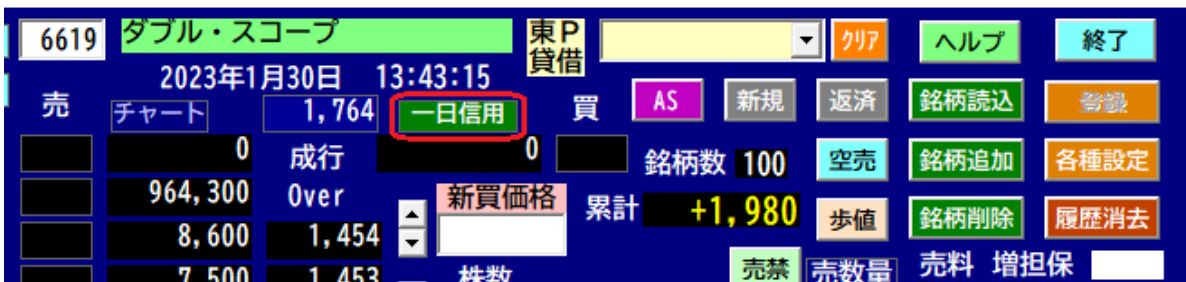 6619 ダブル・スコープ 東P クリア ヘルプ 終了
貸借
2023年1月30日 13:43:15
売 チャート 1,764 一日信用 買 AS 新規 返済 銘柄読込 登録
0 成行 0 銘柄数 100 空売 銘柄追加 各種設定
964,300 Over 新買価格 累計 +1,980 歩値 銘柄削除 履歴消去
8,600 1,454
7,500 1,453 株数 売禁 売数量 売料 増担保